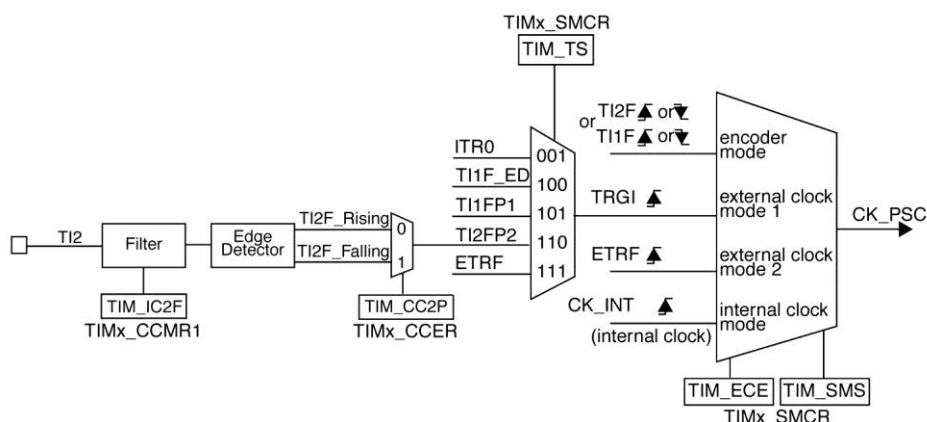 TIMx_SMCR
TIM_TS
TI2
Filter
TIM_IC2F
TIMx_CCMR1
Edge
Detector
TI2F_Rising
TI2F_Falling
0
1
TIM_CC2P
TIMx_CCER
ITR0
TI1F_ED
TI1FP1
TI2FP2
ETRF
001
100
101
110
111
or TI2F or
TI1F or
TRGI
ETRF
CK_INT
(internal clock)
encoder
mode
external clock
mode 1
external clock
mode 2
internal clock
mode
CK_PSC
TIM_ECE
TIM_SMS
TIMx_SMCR